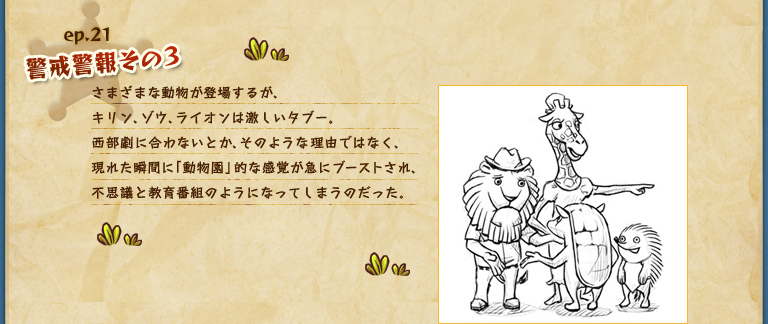 ep.21
警戒警報その3
さまざまな動物が登場するが、
キリン、ゾウ、ライオンは激しいタブー。
西部劇に合わないとか、そのような理由ではなく、
現れた瞬間に「動物園」的な感覚が急にブーストされ、
不思議と教育番組のようになってしまうのだった。